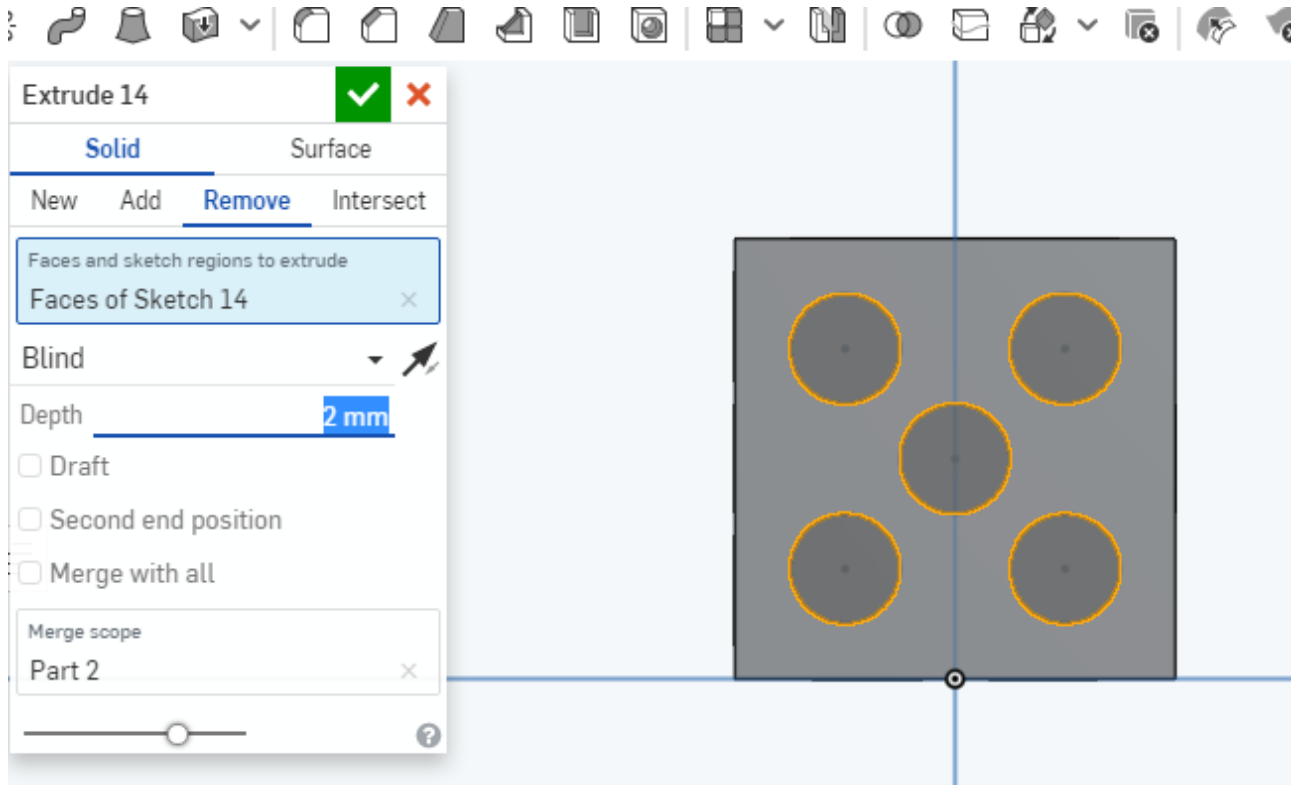 Extrude 14
Solid Surface
New Add Remove Intersect
Faces and sketch regions to extrude
Faces of Sketch 14
Blind
Depth 2 mm
Draft
Second end position
Merge with all
Merge scope
Part 2